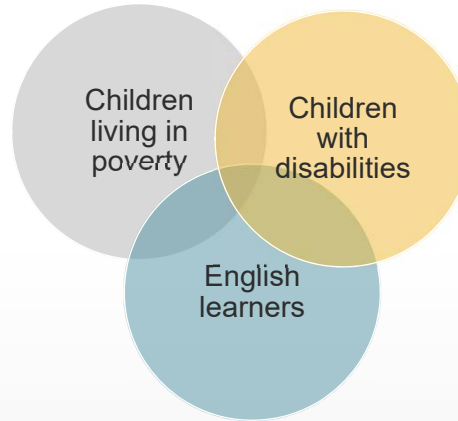 Children
living in
poverty
Children
with
disabilities
English
learners